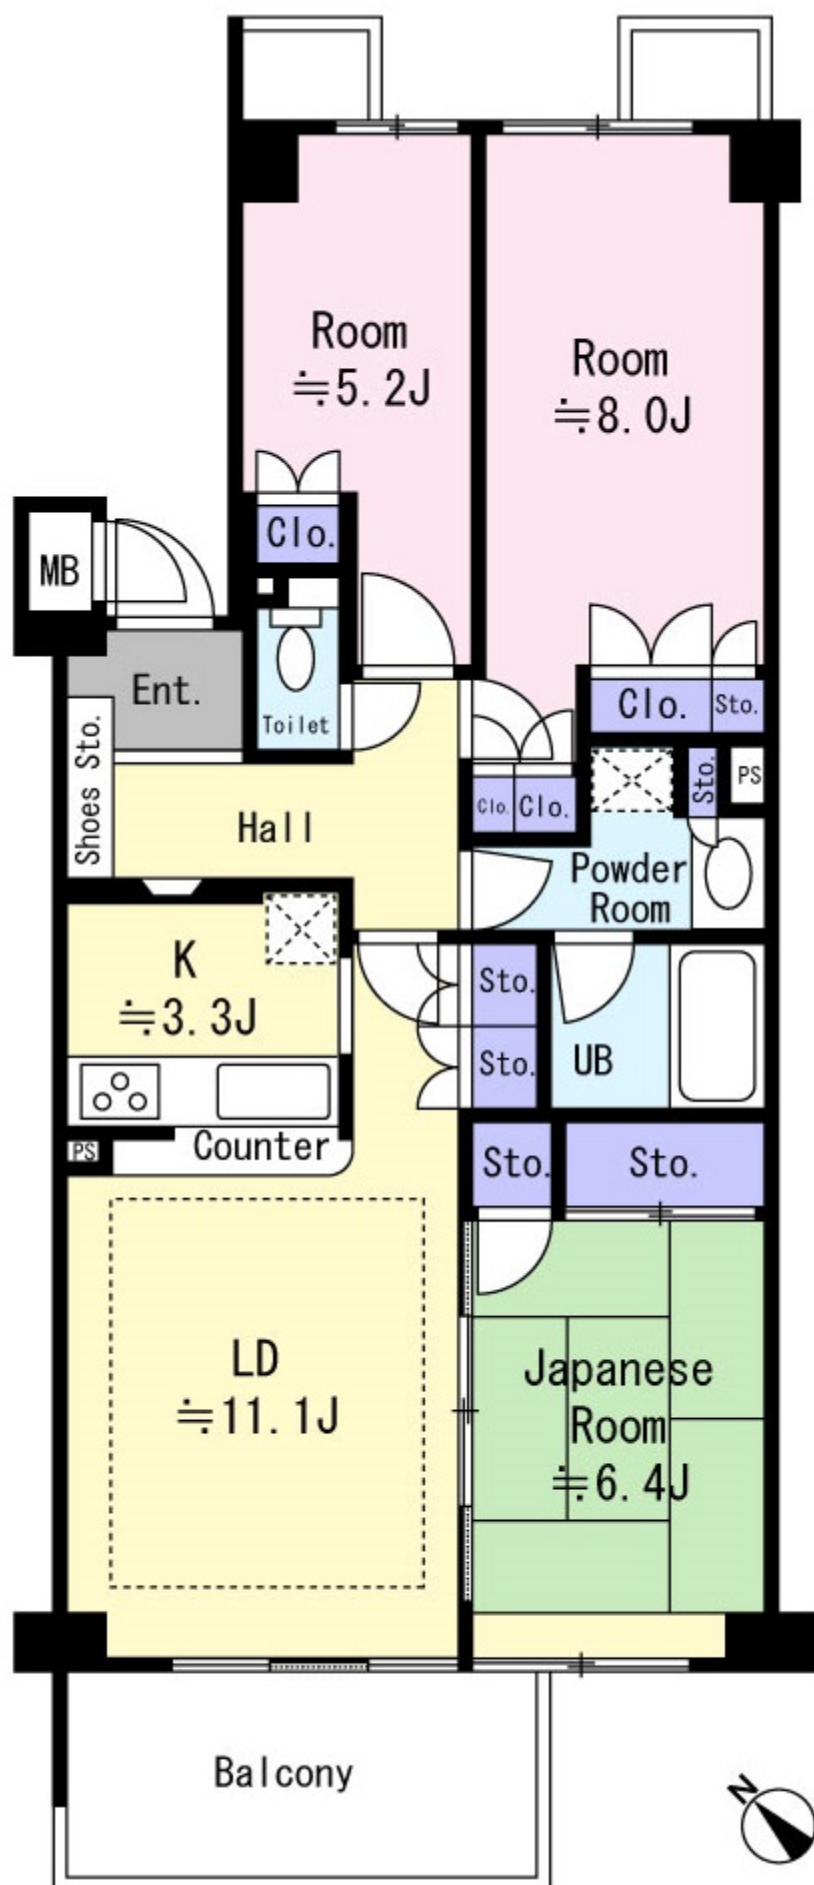 Room
≒5.2J
Room
≒8.0J
Clo.
MB
Ent.
Toilet
Clo.
Sto.
Shoes Sto.
Hall
Clo.
Clo.
Sto.
PS
Powder
Room
K
≒3.3J
Sto.
Sto.
UB
PS
Counter
Sto.
Sto.
LD
≒11.1J
Japanese
Room
≒6.4J
Balcony
N